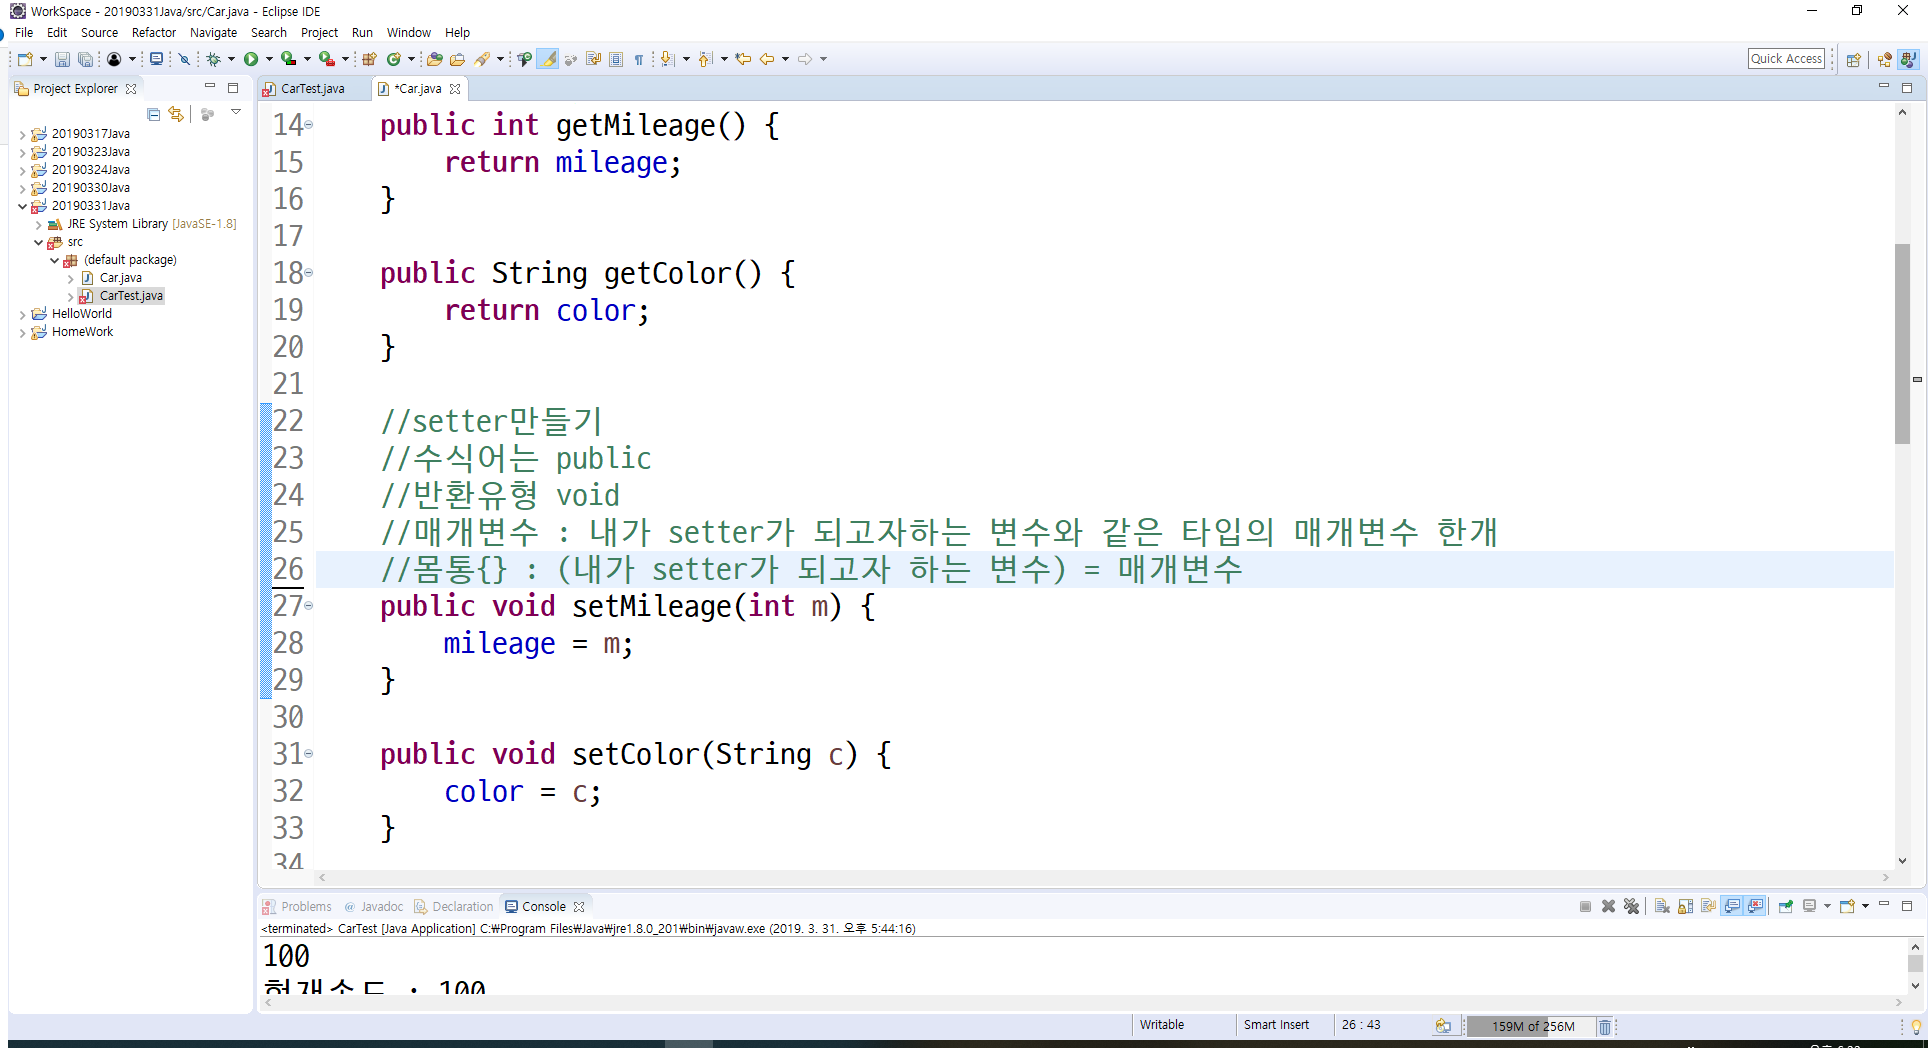 WorkSpace - 20190331Java/src/Car.java - Eclipse IDE
File Edit Source Refactor Navigate Search Project Run Window Help
Quick Access
Project Explorer
CarTest.java
*Car.java
20190317Java
20190323Java
20190324Java
20190330Java
20190331Java
JRE System Library [JavaSE-1.8]
src
(default package)
Car.java
CarTest.java
HelloWorld
HomeWork
14 public int getMileage() {
15 return mileage;
16 }
17
18 public String getColor() {
19 return color;
20 }
21
22 //setter만들기
23 //수식어는 public
24 //반환유형 void
25 //매개변수 : 내가 setter가 되고자하는 변수와 같은 타입의 매개변수 한개
26 //몸통{} : (내가 setter가 되고자 하는 변수) = 매개변수
27 public void setMileage(int m) {
28 mileage = m;
29 }
30
31 public void setColor(String c) {
32 color = c;
33 }
34
Problems @ Javadoc Declaration Console
<terminated> CarTest [Java Application] C:₩Program Files₩Java₩jre1.8.0_201₩bin₩javaw.exe (2019. 3. 31. 오후 5:44:16)
100
: 100
Writable Smart Insert 26 : 43 159M of 256M